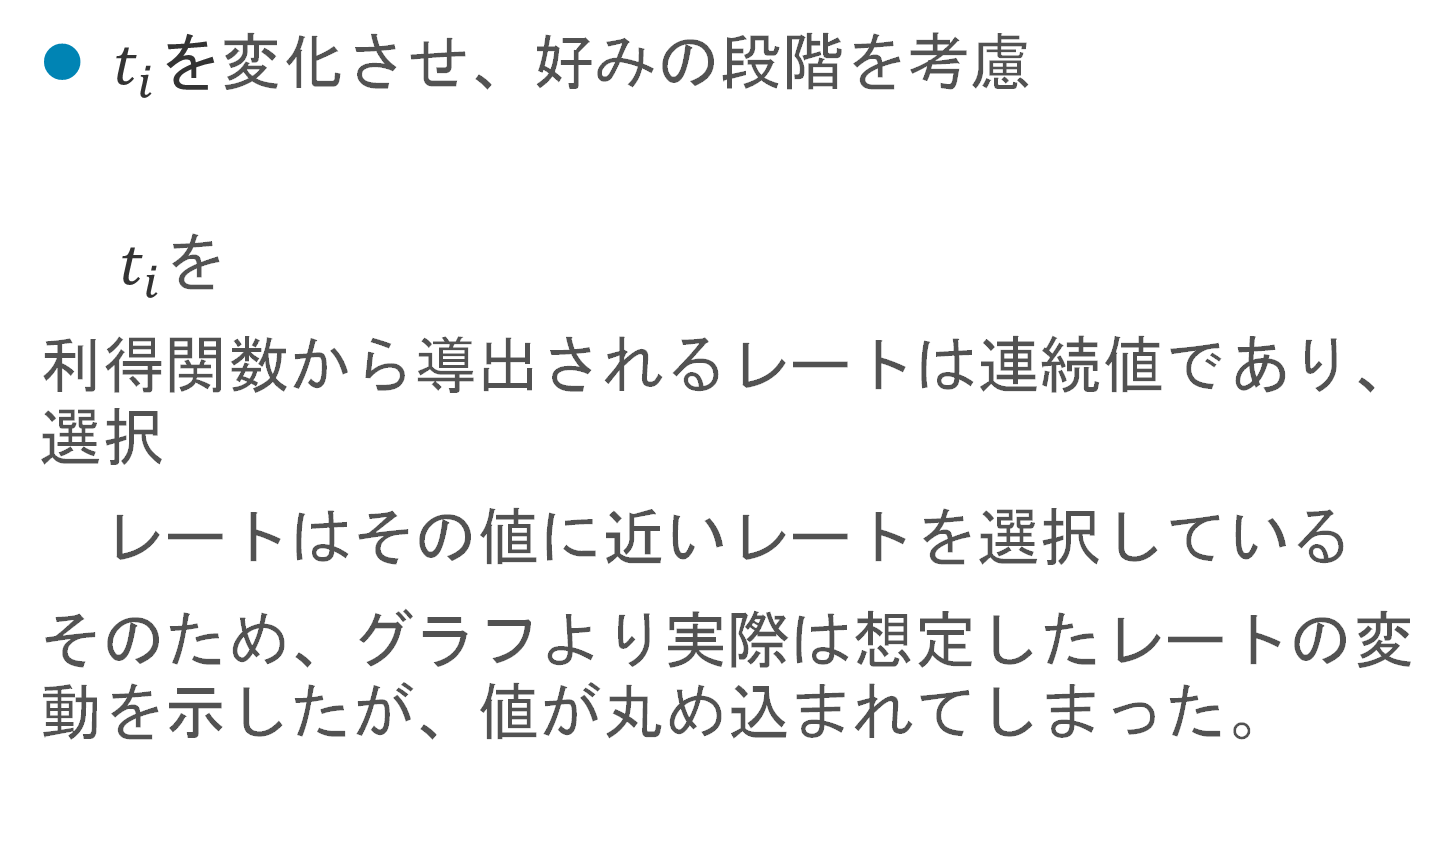 ● tᵢを変化させ、好みの段階を考慮
tᵢを
利得関数から導出されるレートは連続値であり、
選択
レートはその値に近いレートを選択している
そのため、グラフより実際は想定したレートの変
動を示したが、値が丸め込まれてしまった。